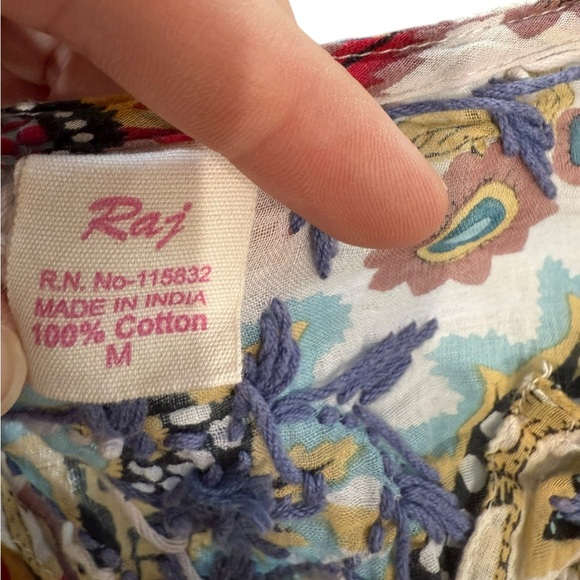 Raj
R.N. No-115832
MADE IN INDIA
100% Cotton
M